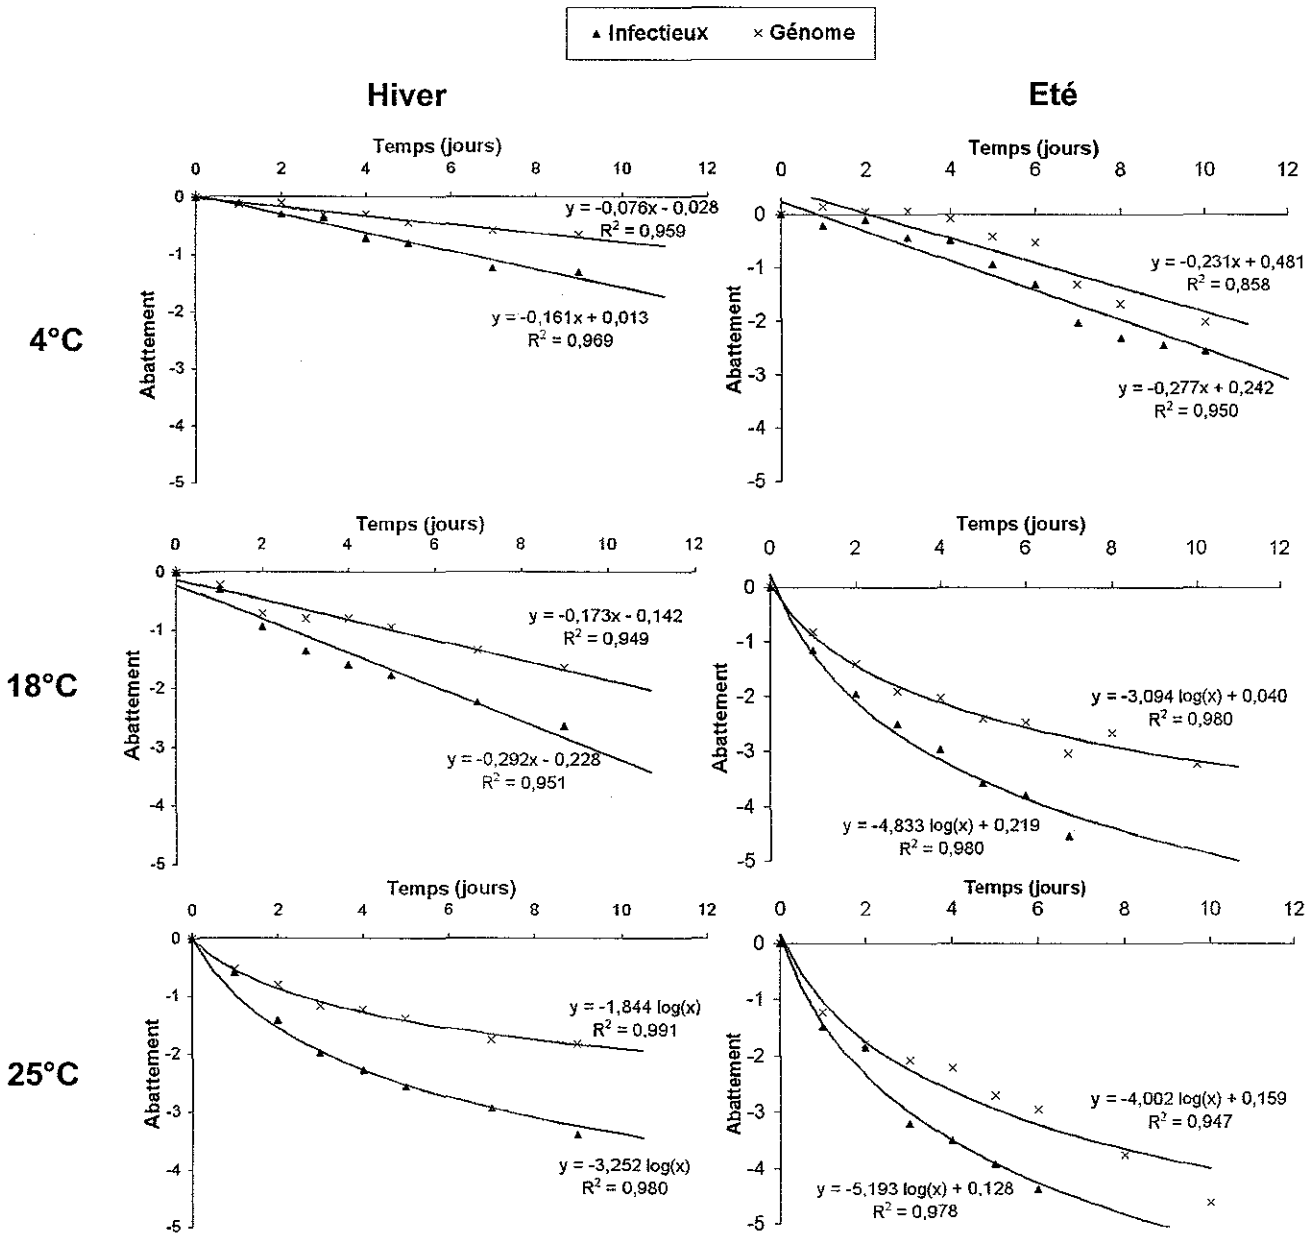 ▲ Infectieux × Génome
Hiver
Eté
4°C
Temps (jours)
0 2 4 6 8 10 12
Abattement
0
-1
-2
-3
-4
-5
y = -0,076x - 0,028
R² = 0,959
y = -0,161x + 0,013
R² = 0,969
Temps (jours)
0 2 4 6 8 10 12
Abattement
0
-1
-2
-3
-4
-5
y = -0,231x + 0,481
R² = 0,858
y = -0,277x + 0,242
R² = 0,950
18°C
Temps (jours)
0 2 4 6 8 10 12
Abattement
0
-1
-2
-3
-4
-5
y = -0,173x - 0,142
R² = 0,949
y = -0,292x - 0,228
R² = 0,951
Temps (jours)
0 2 4 6 8 10 12
Abattement
0
-1
-2
-3
-4
-5
y = -3,094 log(x) + 0,040
R² = 0,980
y = -4,833 log(x) + 0,219
R² = 0,980
25°C
Temps (jours)
0 2 4 6 8 10 12
Abattement
0
-1
-2
-3
-4
-5
y = -1,844 log(x)
R² = 0,991
y = -3,252 log(x)
R² = 0,980
Temps (jours)
0 2 4 6 8 10 12
Abattement
0
-1
-2
-3
-4
-5
y = -4,002 log(x) + 0,159
R² = 0,947
y = -5,193 log(x) + 0,128
R² = 0,978